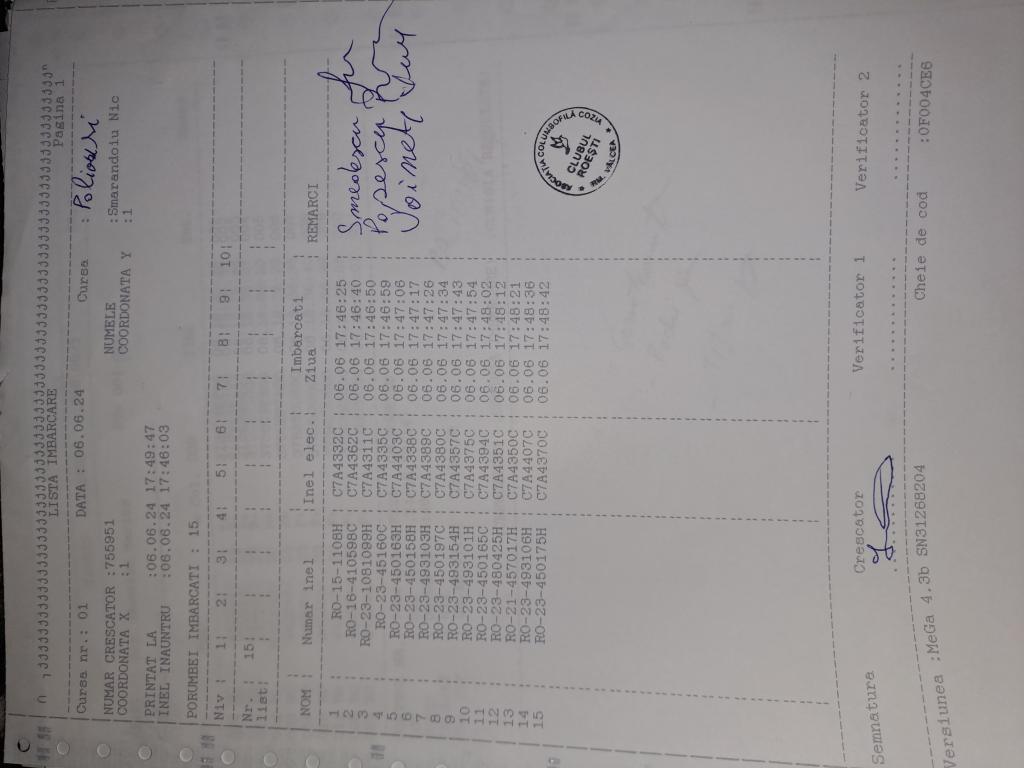 Pagina 1
LISTA IMBARCARE
Cursa nr.: 01 DATA : 06.06.24 Cursa :
NUMAR CRESCATOR :755951 NUMELE :Smarandoiu Nic
COORDONATA X :1 COORDONATA Y :1
PRINTAT LA :06.06.24 17:49:47
INEL INAUNTRU :06.06.24 17:46:03
PORUMBEI IMBARCATI : 15
Niv : 1| 2| 3| 4| 5| 6| 7| 8| 9| 10|
Nr. : 15|
list:
Imbarcati
NOM : Numar inel |Inel elec.: Ziua : REMARCI
1 : RO-15-1108H : C7A4332C : 06.06 17:46:25 :
2 : RO-16-410598C : C7A4362C : 06.06 17:46:40 :
3 : RO-23-1081099H : C7A4311C : 06.06 17:46:50 :
4 : RO-23-45160C : C7A4335C : 06.06 17:46:59 :
5 : RO-23-450163H : C7A4403C : 06.06 17:47:06 :
6 : RO-23-450158H : C7A4338C : 06.06 17:47:17 :
7 : RO-23-493103H : C7A4389C : 06.06 17:47:26 :
8 : RO-23-450197C : C7A4380C : 06.06 17:47:34 :
9 : RO-23-493154H : C7A4357C : 06.06 17:47:43 :
10 : RO-23-493101H : C7A4375C : 06.06 17:47:54 :
11 : RO-23-450165C : C7A4394C : 06.06 17:48:02 :
12 : RO-23-480425H : C7A4351C : 06.06 17:48:12 :
13 : RO-21-457017H : C7A4350C : 06.06 17:48:21 :
14 : RO-23-493106H : C7A4407C : 06.06 17:48:36 :
15 : RO-23-450175H : C7A4370C : 06.06 17:48:42 :
Smedescu
Popescu
Voinety
ASOCIATIA COLUMBOFILA COZIA
CLUBUL
ROEȘTI
RM. VÂLCEA
Semnatura Crescator Verificator 1 Verificator 2
Versiunea :MeGa 4.3b SN31268204 Cheie de cod :0F004CE6